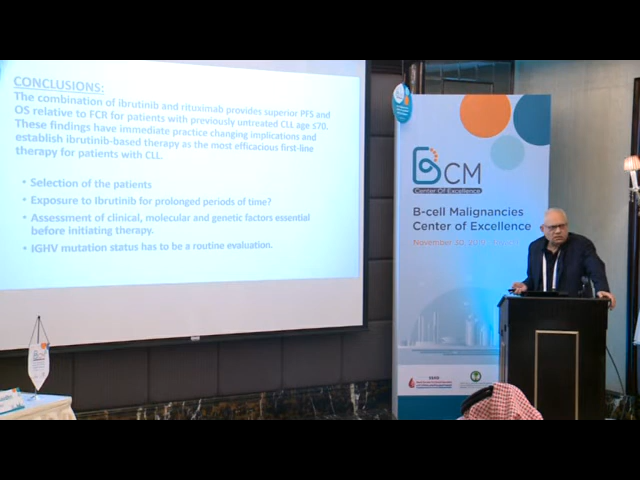 CONCLUSIONS:
The combination of ibrutinib and rituximab provides superior PFS and
OS relative to FCR for patients with previously untreated CLL age ≤70.
These findings have immediate practice changing implications and
establish ibrutinib-based therapy as the most efficacious first-line
therapy for patients with CLL.
• Selection of the patients
• Exposure to Ibrutinib for prolonged periods of time?
• Assessment of clinical, molecular and genetic factors essential
before initiating therapy.
• IGHV mutation status has to be a routine evaluation.
BCM
Center Of Excellence
B-cell Malignancies
Center of Excellence
November 30,